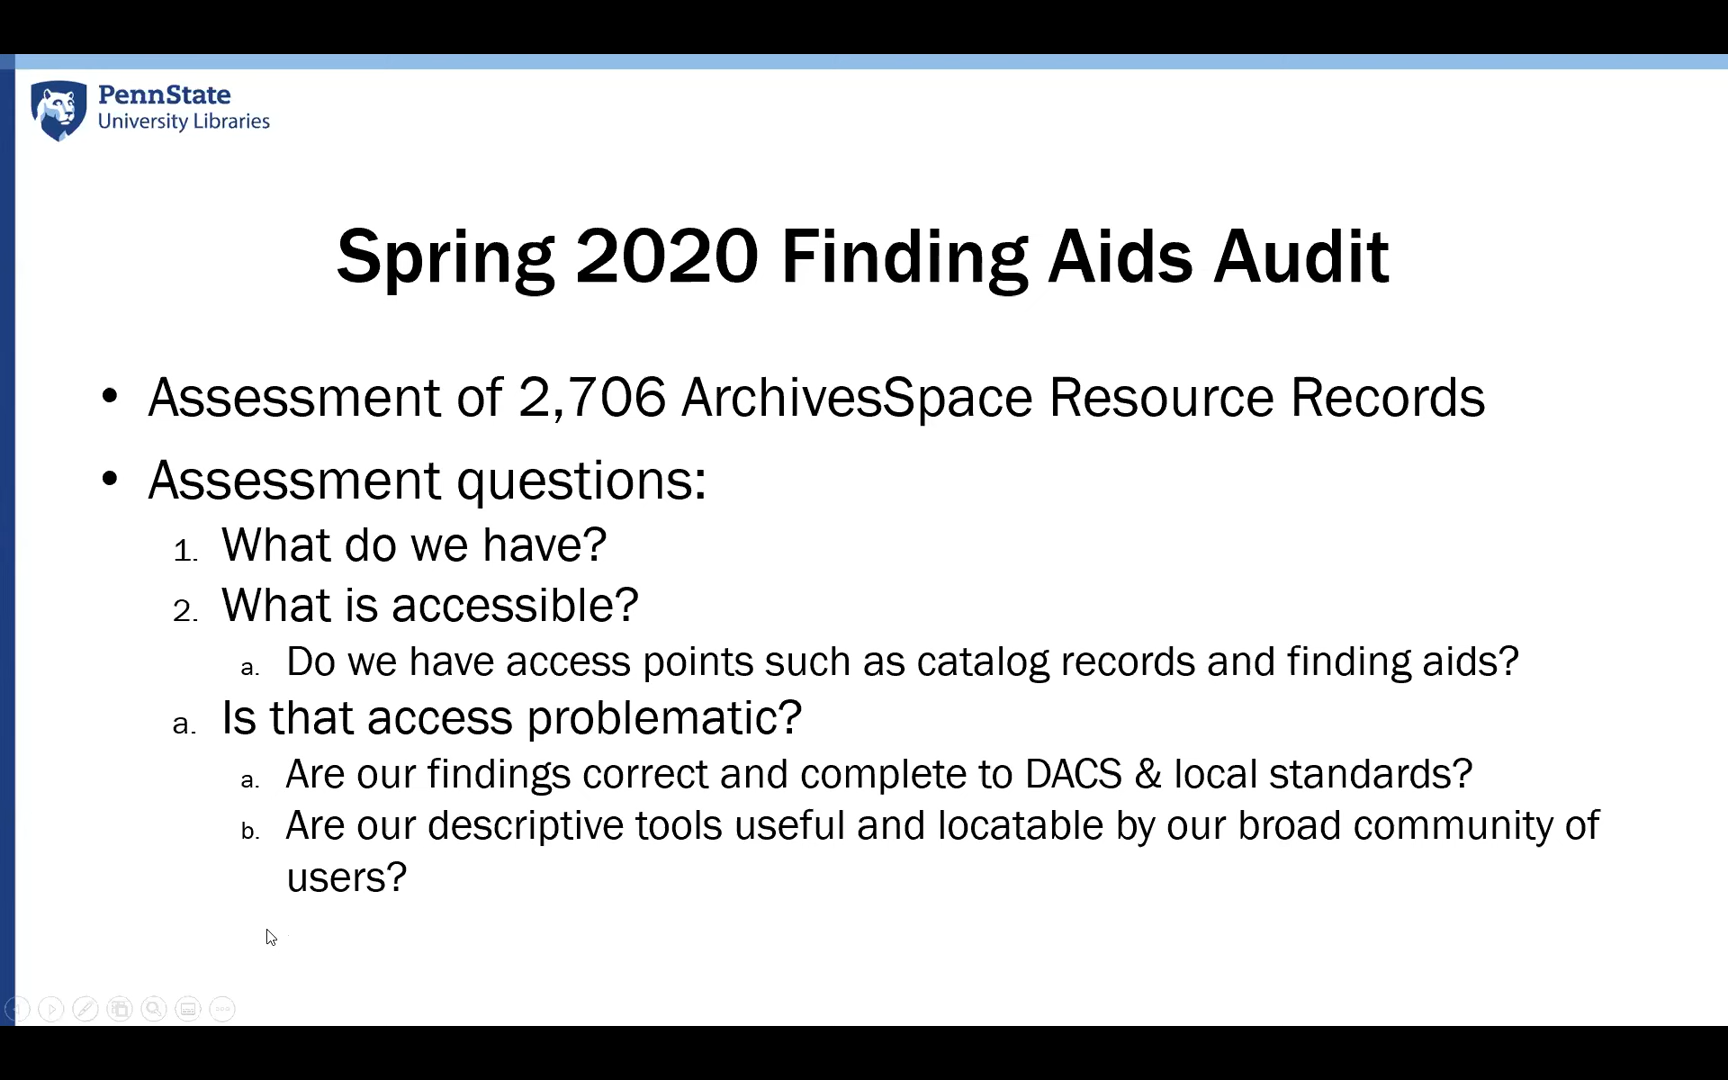 PennState
University Libraries
Spring 2020 Finding Aids Audit
• Assessment of 2,706 ArchivesSpace Resource Records
• Assessment questions:
1. What do we have?
2. What is accessible?
a. Do we have access points such as catalog records and finding aids?
a. Is that access problematic?
a. Are our findings correct and complete to DACS & local standards?
b. Are our descriptive tools useful and locatable by our broad community of
users?